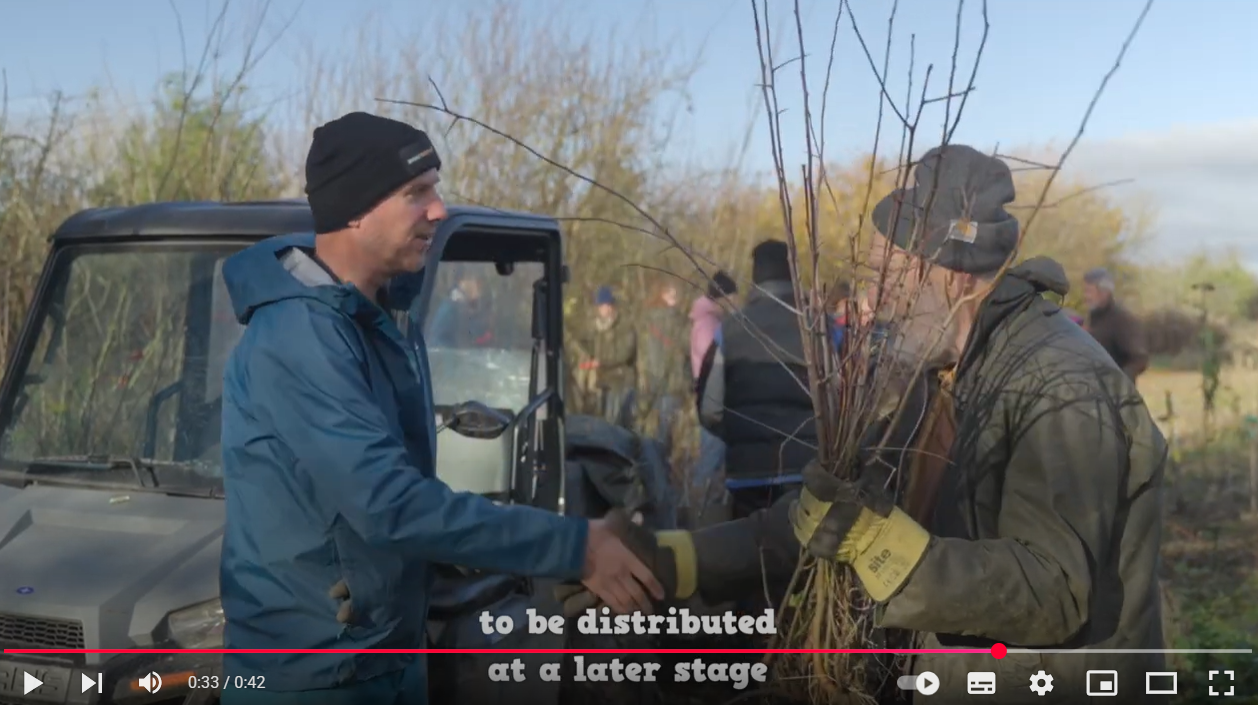 site
to be distributed
at a later stage
0:33 / 0:42